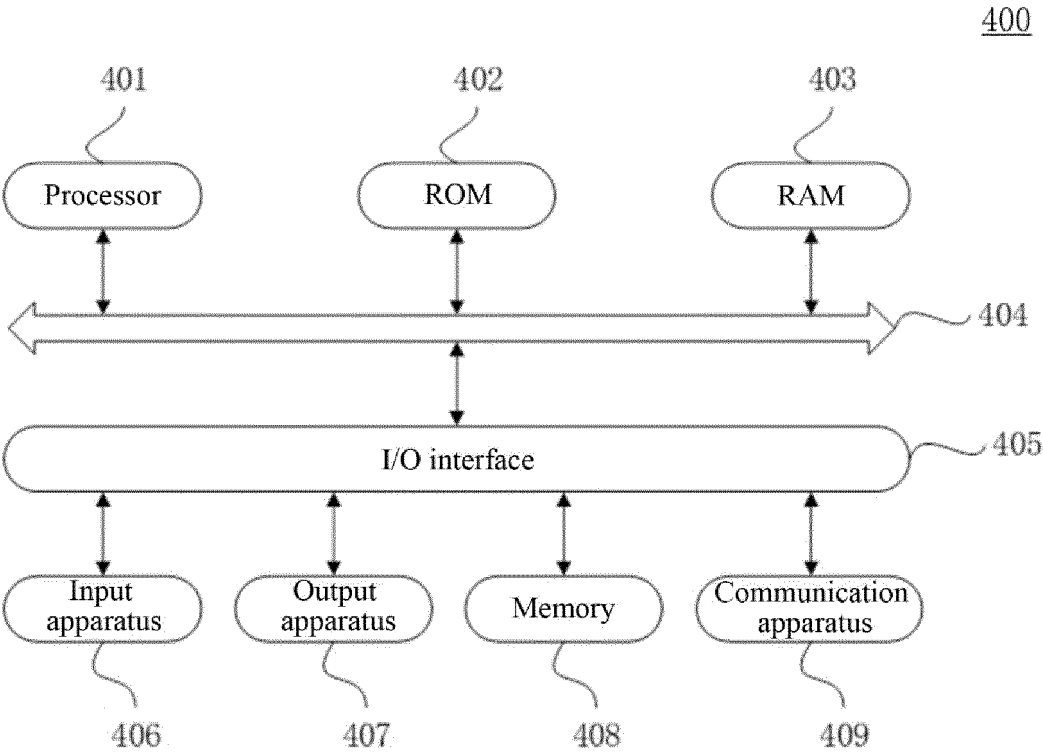 400
401
402
403
Processor
ROM
RAM
404
I/O interface
405
Input
apparatus
Output
apparatus
Memory
Communication
apparatus
406
407
408
409